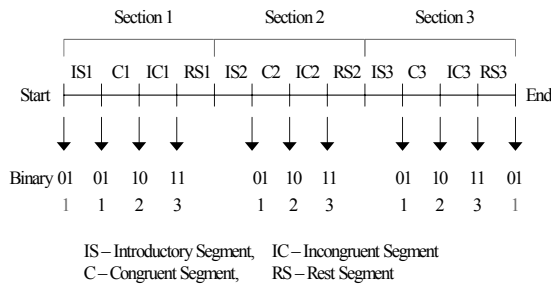 Section 1 Section 2 Section 3
IS1 C1 IC1 RS1 IS2 C2 IC2 RS2 IS3 C3 IC3 RS3
Start End
Binary 01 01 10 11 01 10 11 01 10 11 01
1 1 2 3 1 2 3 1 2 3 1
IS – Introductory Segment, IC – Incongruent Segment
C – Congruent Segment, RS – Rest Segment